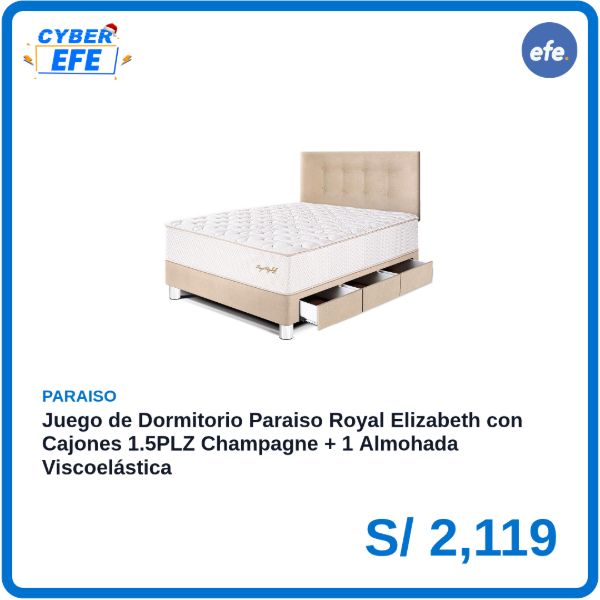 CYBER
EFE
efe.
PARAISO
Juego de Dormitorio Paraiso Royal Elizabeth con
Cajones 1.5PLZ Champagne + 1 Almohada
Viscoelástica
S/ 2,119